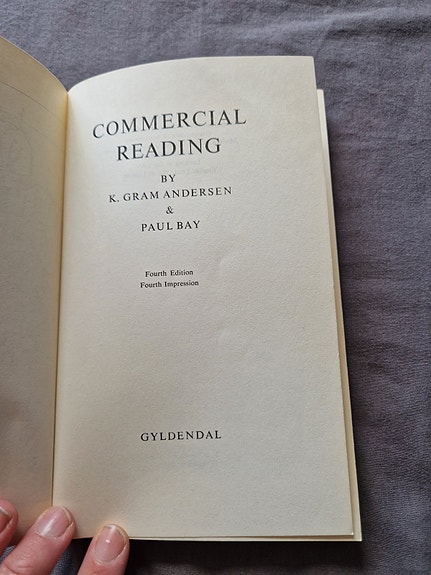 COMMERCIAL
READING
BY
K. GRAM ANDERSEN
&
PAUL BAY
Fourth Edition
Fourth Impression
GYLDENDAL